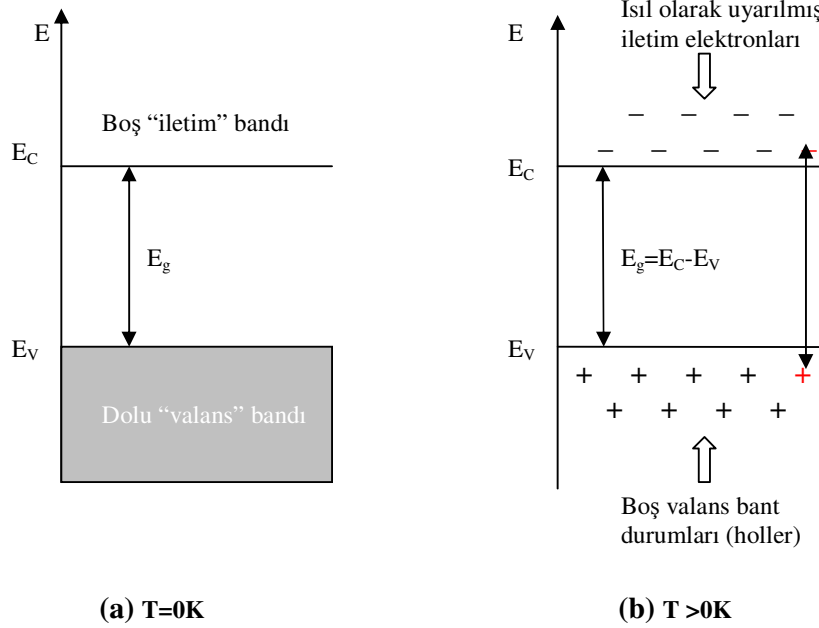 E
Boş “iletim” bandı
E_C
E_g
E_V
Dolu “valans” bandı
(a) T=0K
Isıl olarak uyarılmış
iletim elektronları
E
− − − −
− − − − −
E_C
E_g=E_C-E_V
E_V
+ + + + +
+ + + +
Boş valans bant
durumları (holler)
(b) T >0K